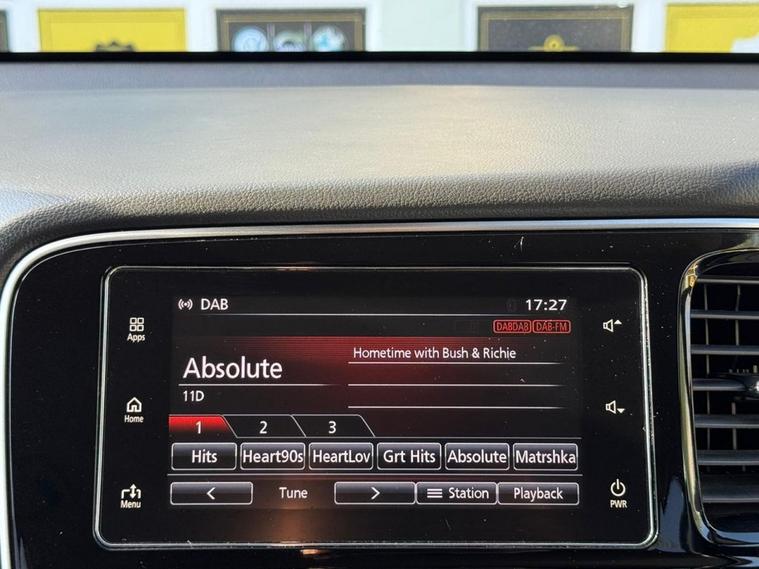 DAB 17:27
DABDAB DAB-FM
Apps
Absolute
Hometime with Bush & Richie
11D
Home
1 2 3
Hits Heart90s HeartLov Grt Hits Absolute Matrshka
Menu
< Tune > Station Playback
PWR